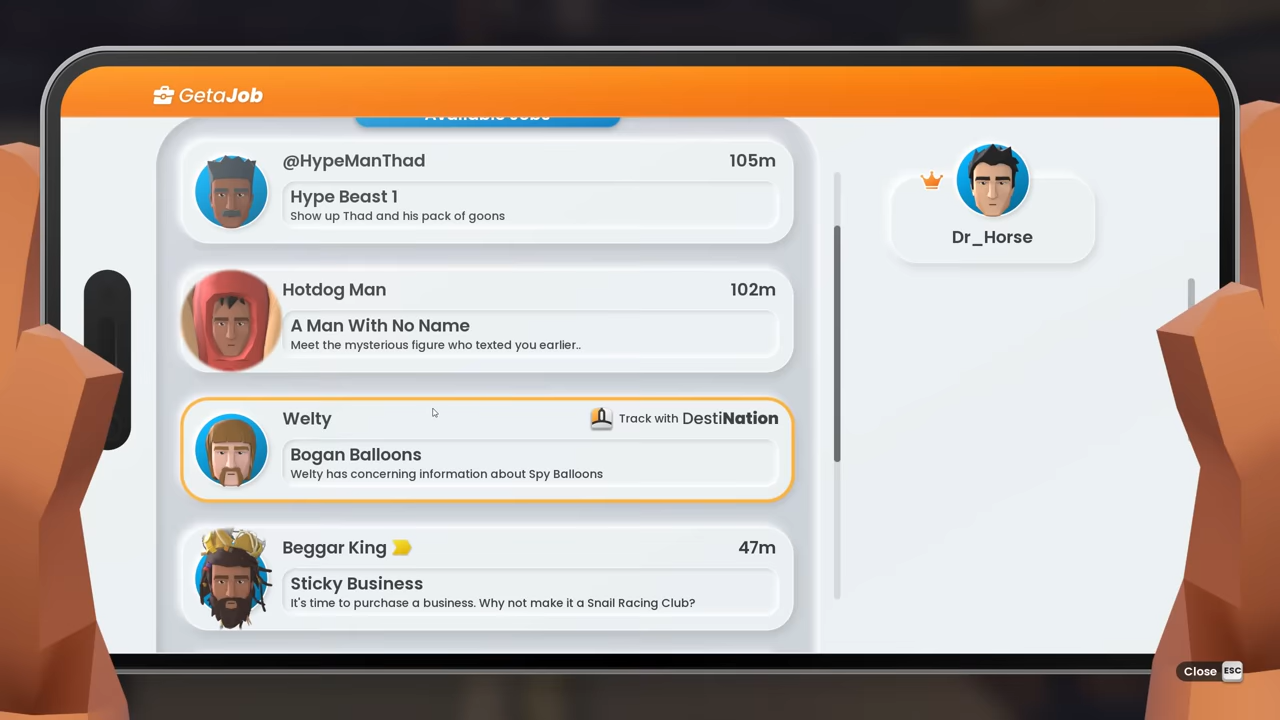 GetaJob
Available Jobs
@HypeManThad
105m
Hype Beast 1
Show up Thad and his pack of goons
Dr_Horse
Hotdog Man
102m
A Man With No Name
Meet the mysterious figure who texted you earlier..
Welty
Track with DestiNation
Bogan Balloons
Welty has concerning information about Spy Balloons
Beggar King
47m
Sticky Business
It's time to purchase a business. Why not make it a Snail Racing Club?
Close ESC